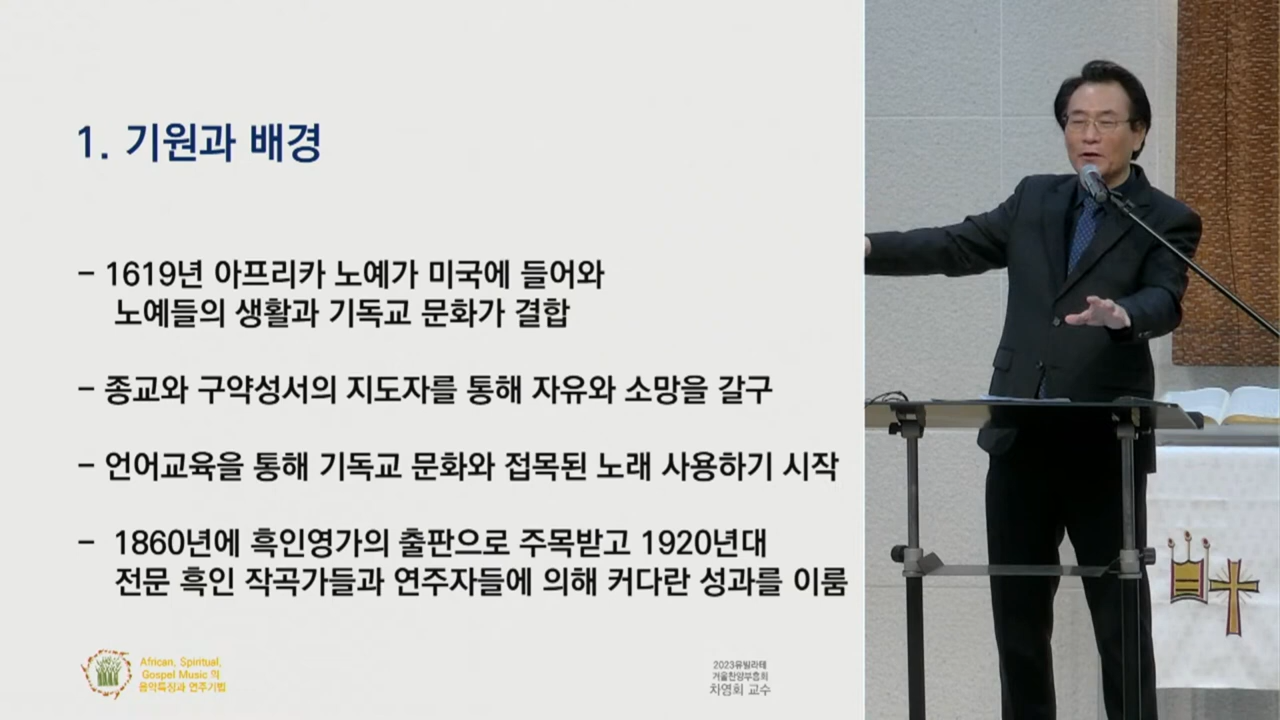 1. 기원과 배경
- 1619년 아프리카 노예가 미국에 들어와
노예들의 생활과 기독교 문화가 결합
- 종교와 구약성서의 지도자를 통해 자유와 소망을 갈구
- 언어교육을 통해 기독교 문화와 접목된 노래 사용하기 시작
- 1860년에 흑인영가의 출판으로 주목받고 1920년대
전문 흑인 작곡가들과 연주자들에 의해 커다란 성과를 이룸
African, Spiritual,
Gospel Music 의
음악특징과 연주기법
2023유빌라테
겨울찬양부흥회
차영회 교수